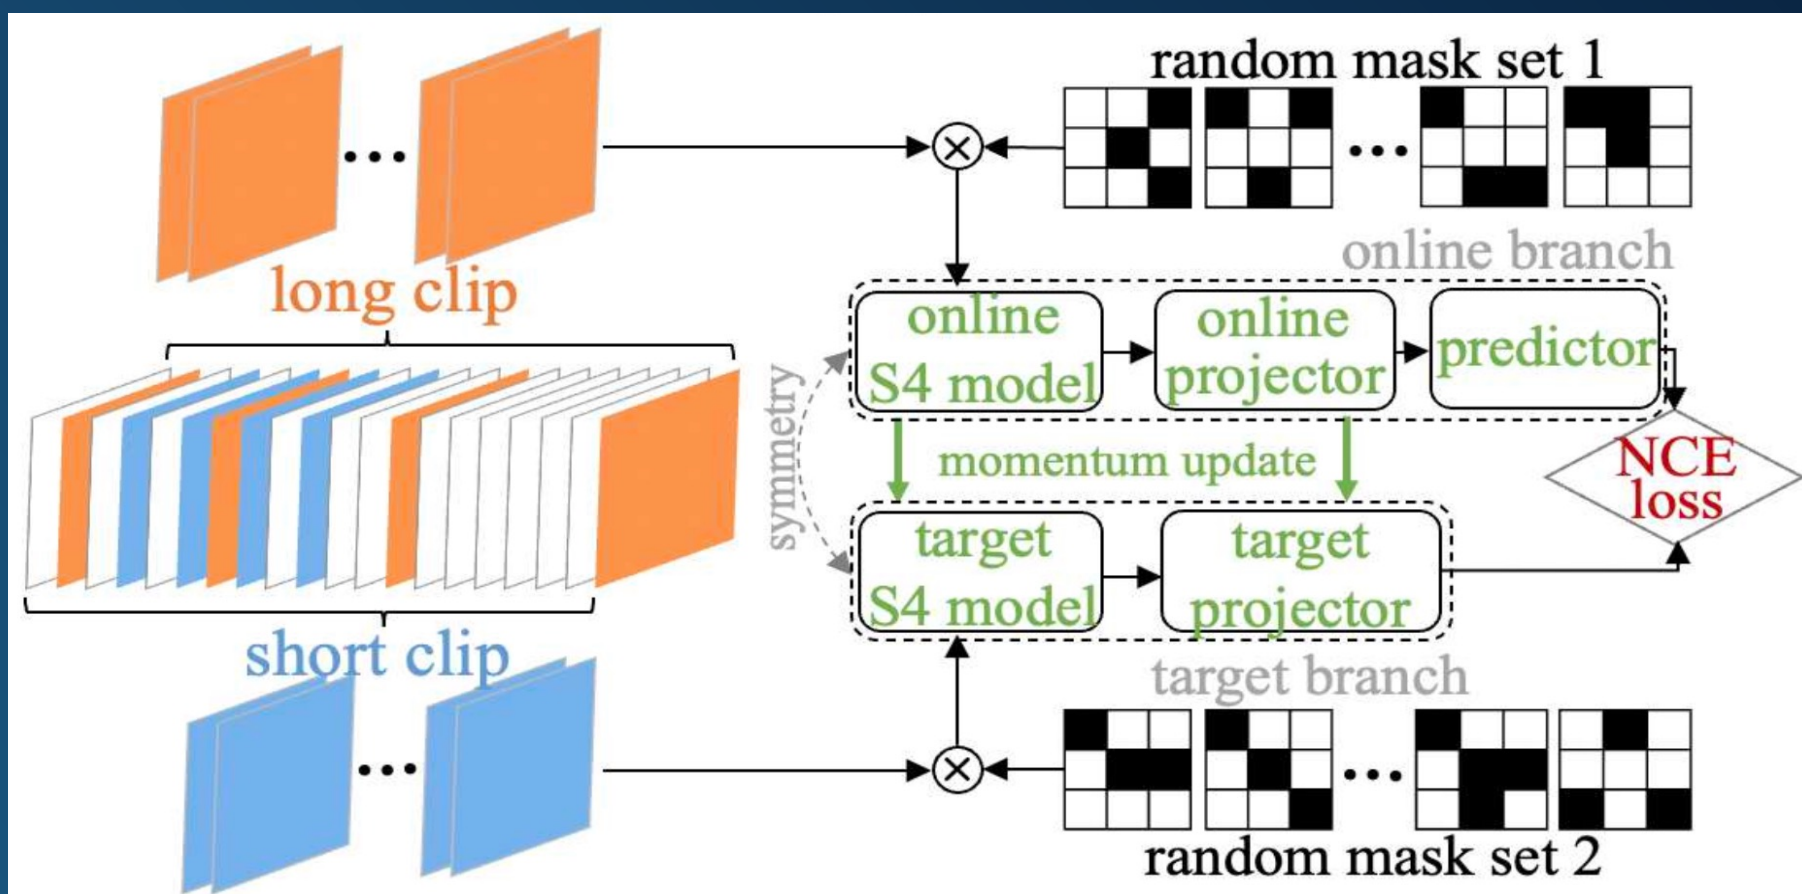 random mask set 1
online branch
long clip
online
S4 model
online
projector
predictor
symmetry
momentum update
NCE
loss
target
S4 model
target
projector
short clip
target branch
random mask set 2